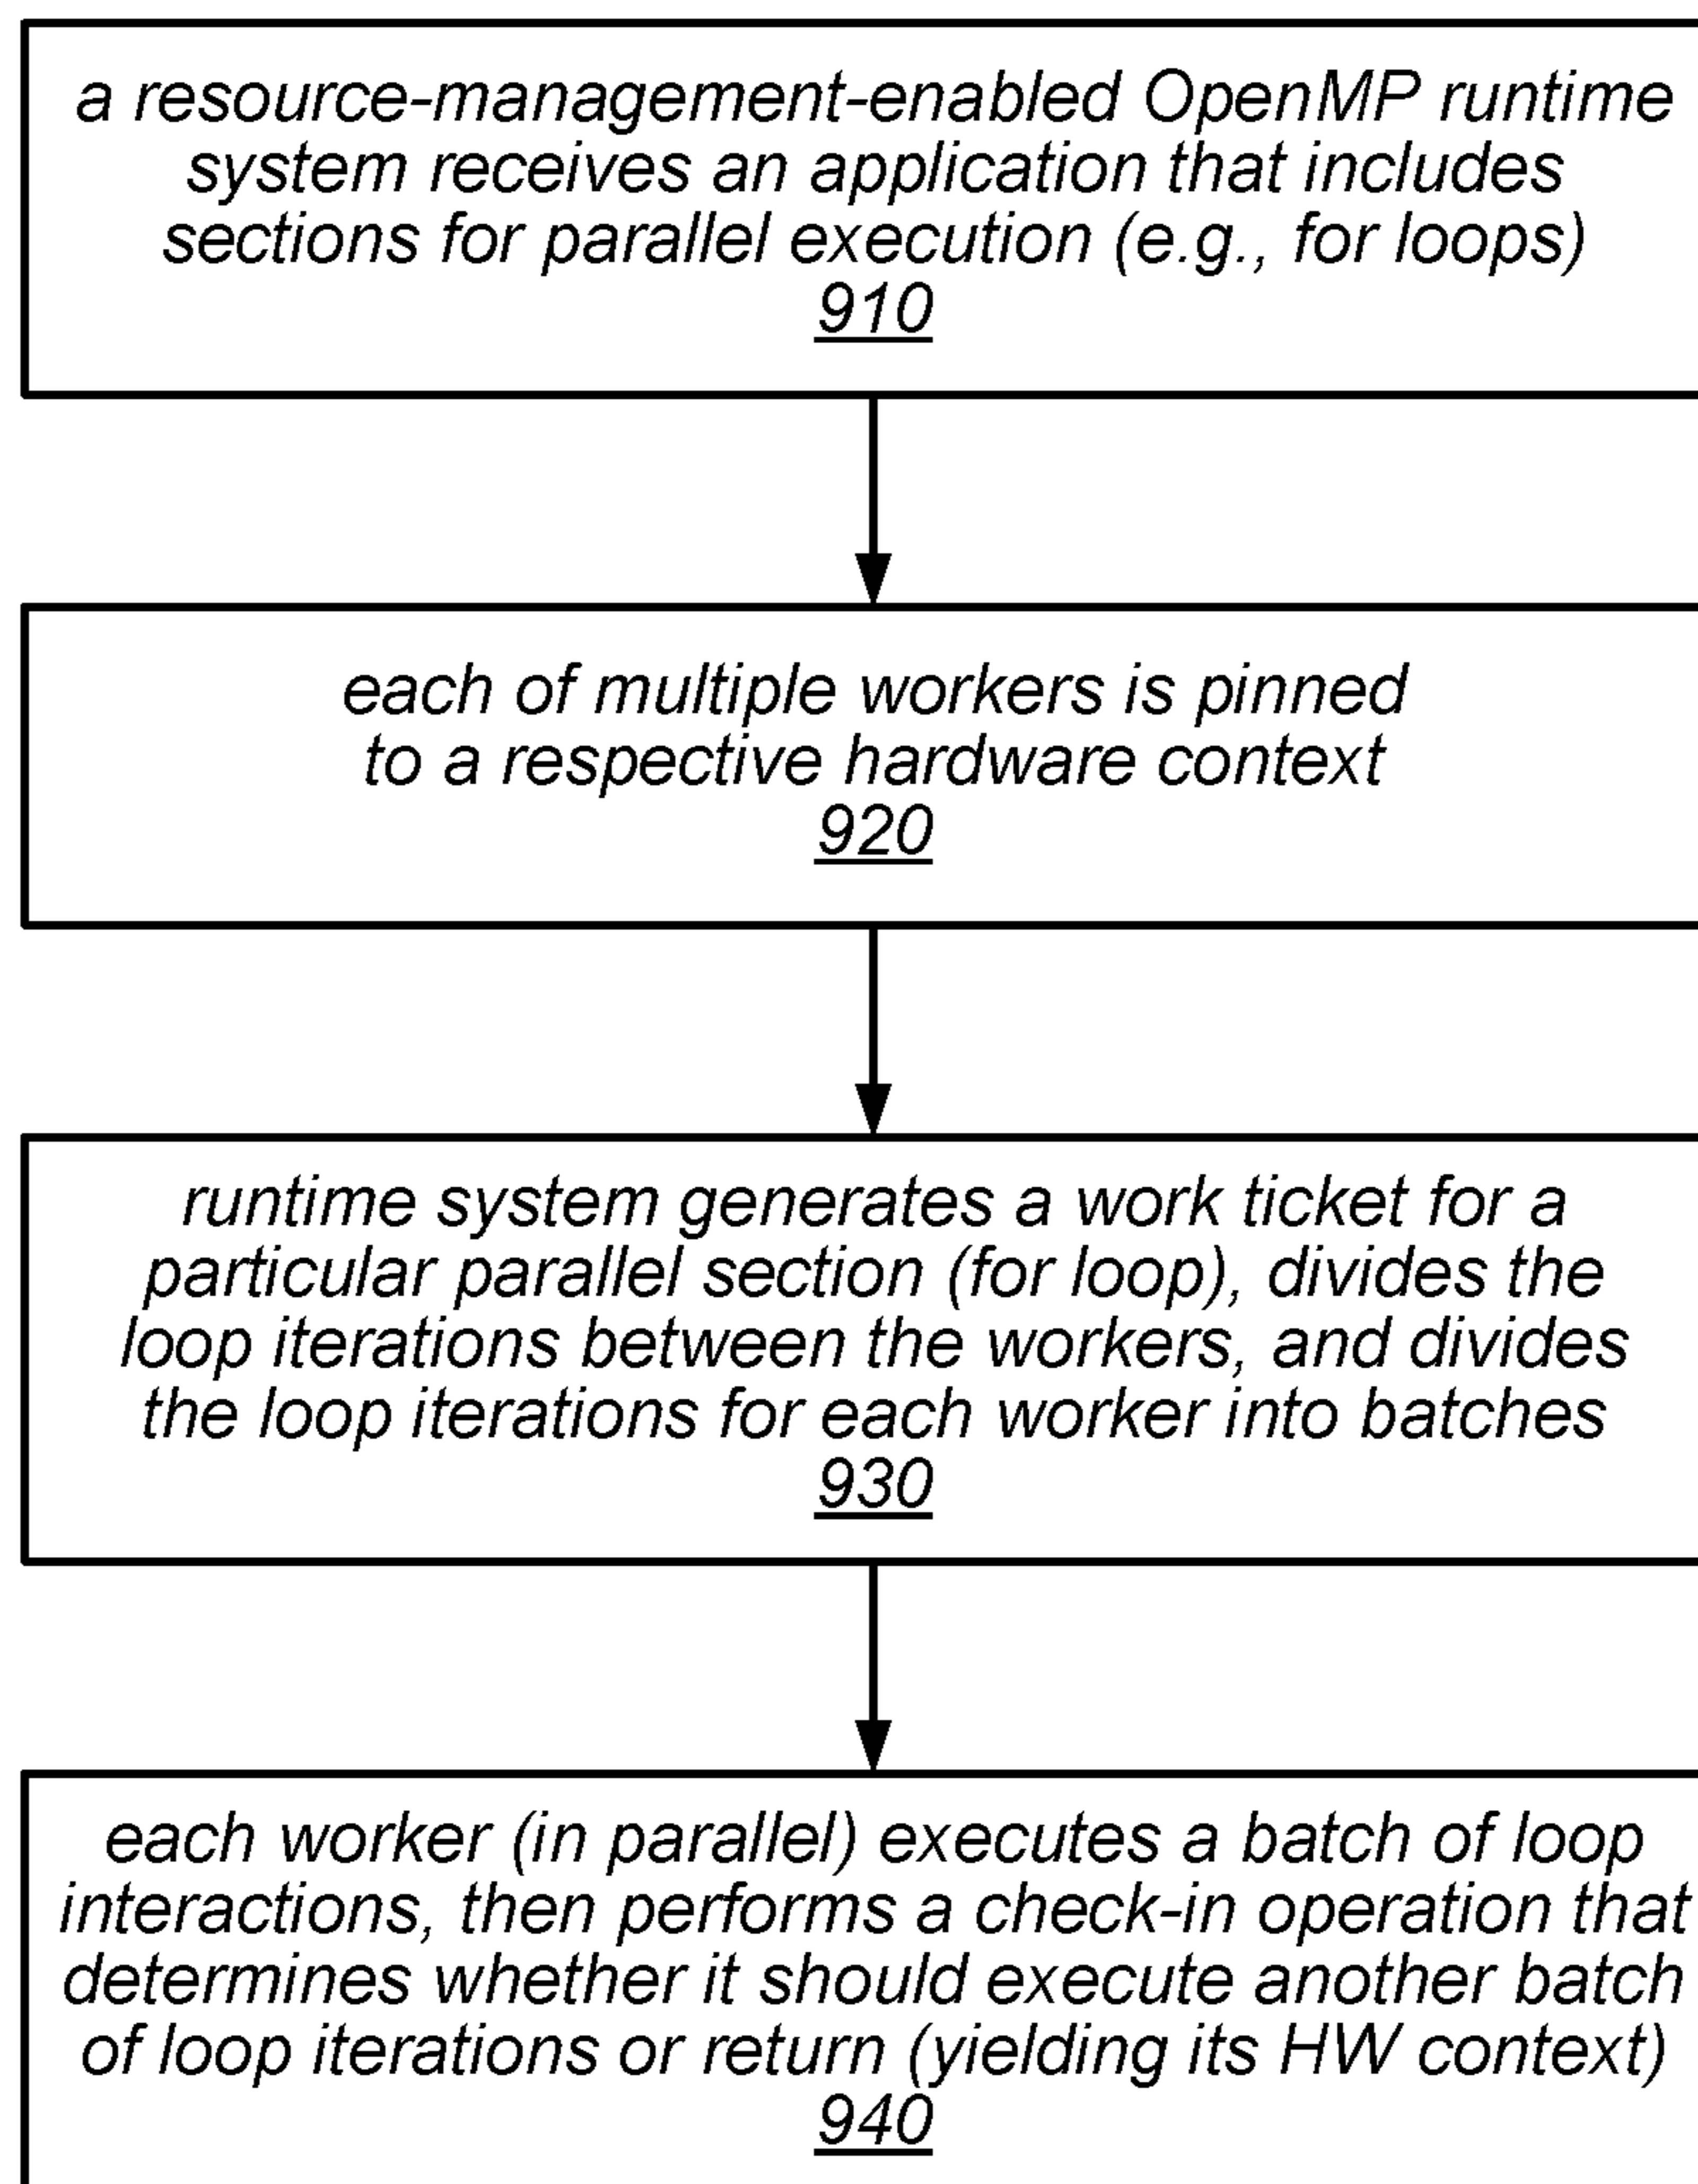 a resource-management-enabled OpenMP runtime
system receives an application that includes
sections for parallel execution (e.g., for loops)
910
each of multiple workers is pinned
to a respective hardware context
920
runtime system generates a work ticket for a
particular parallel section (for loop), divides the
loop iterations between the workers, and divides
the loop iterations for each worker into batches
930
each worker (in parallel) executes a batch of loop
interactions, then performs a check-in operation that
determines whether it should execute another batch
of loop iterations or return (yielding its HW context)
940